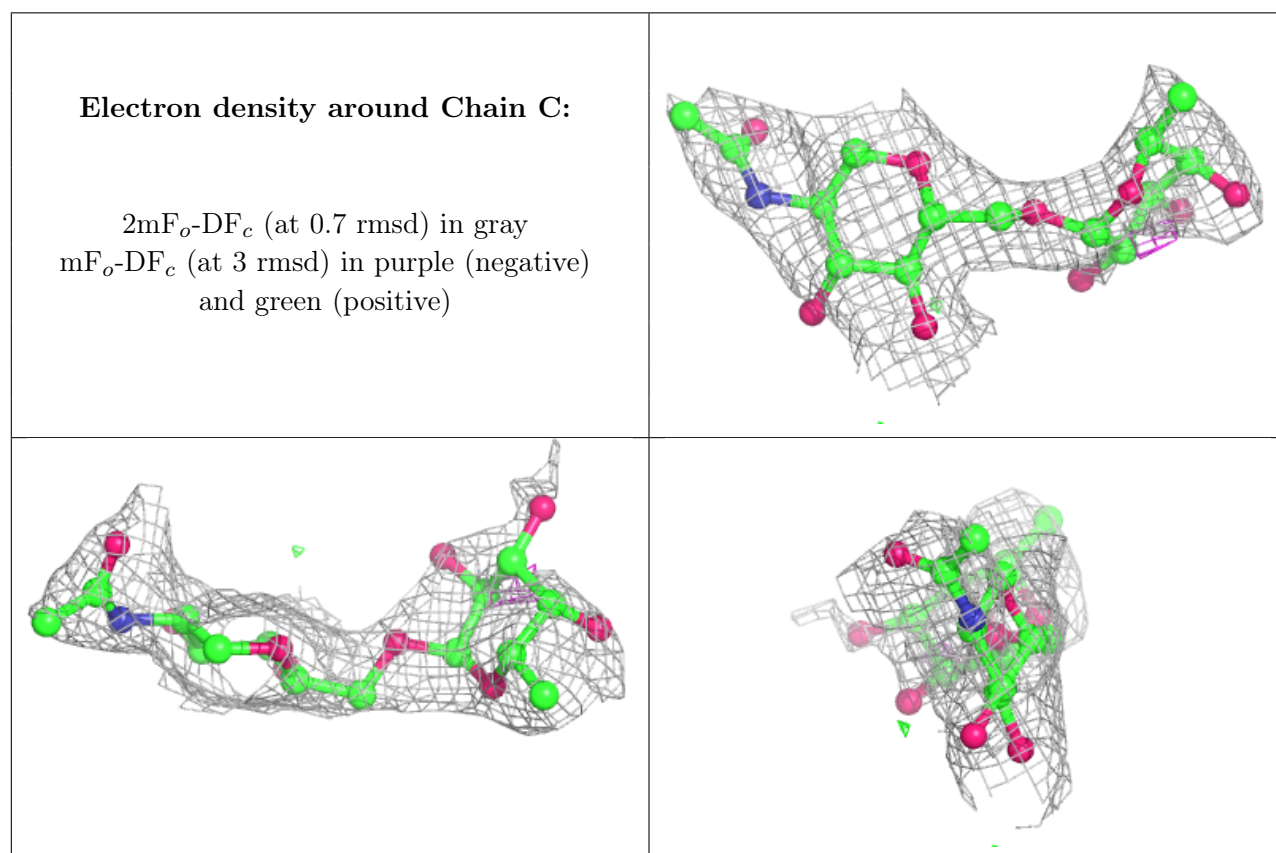 Electron density around Chain C:
2mFₒ-DF𝒸 (at 0.7 rmsd) in gray
mFₒ-DF𝒸 (at 3 rmsd) in purple (negative)
and green (positive)